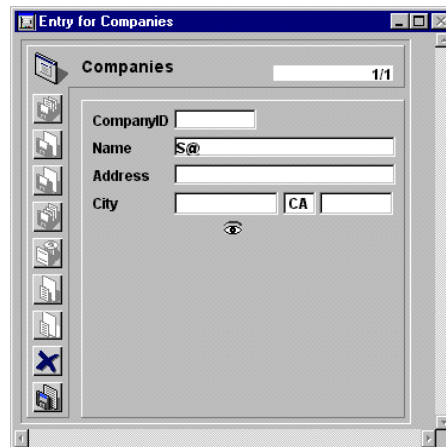 Entry for Companies
Companies
1/1
CompanyID
Name S@
Address
City CA